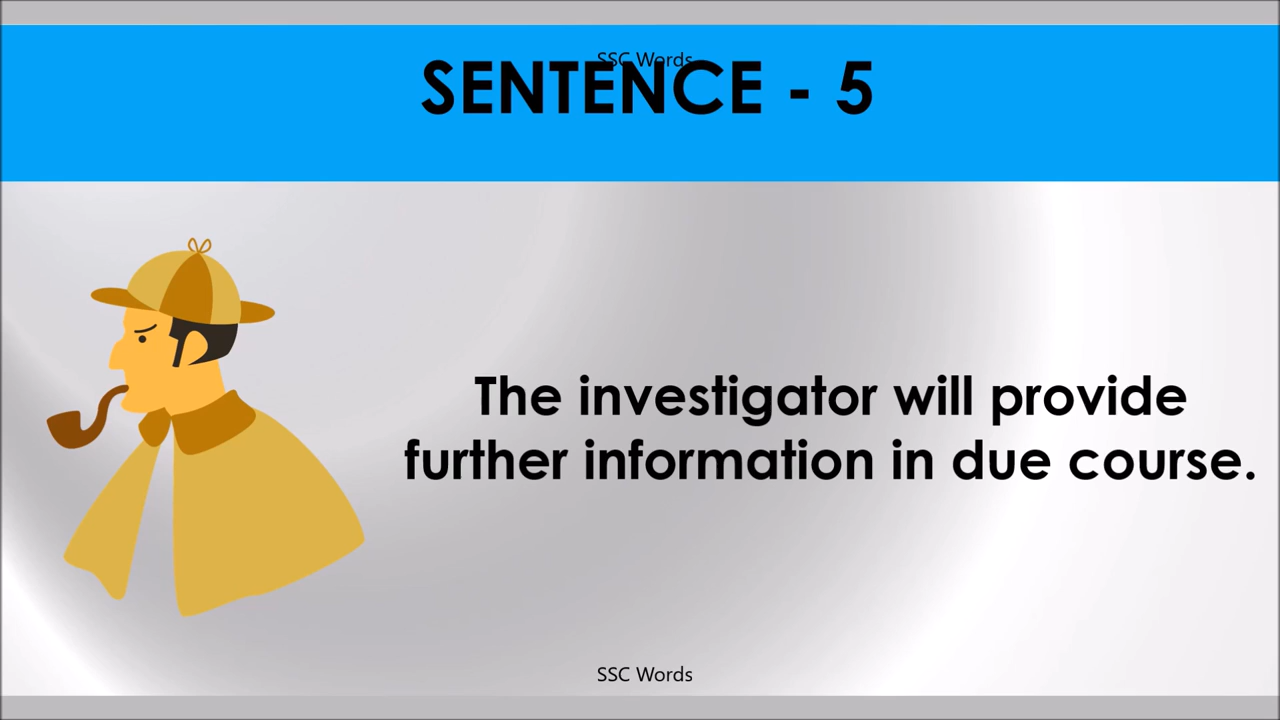 SSC Words
SENTENCE - 5
The investigator will provide
further information in due course.
SSC Words